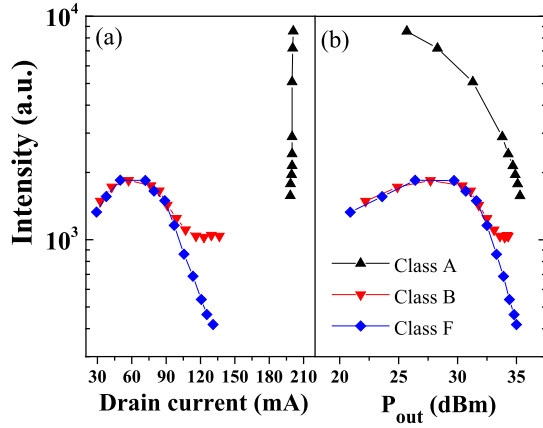 10^4
(a)
(b)
Intensity (a.u.)
10^3
Class A
Class B
Class F
30 60 90 120 150 180 210
20 25 30 35
Drain current (mA)
P_out (dBm)